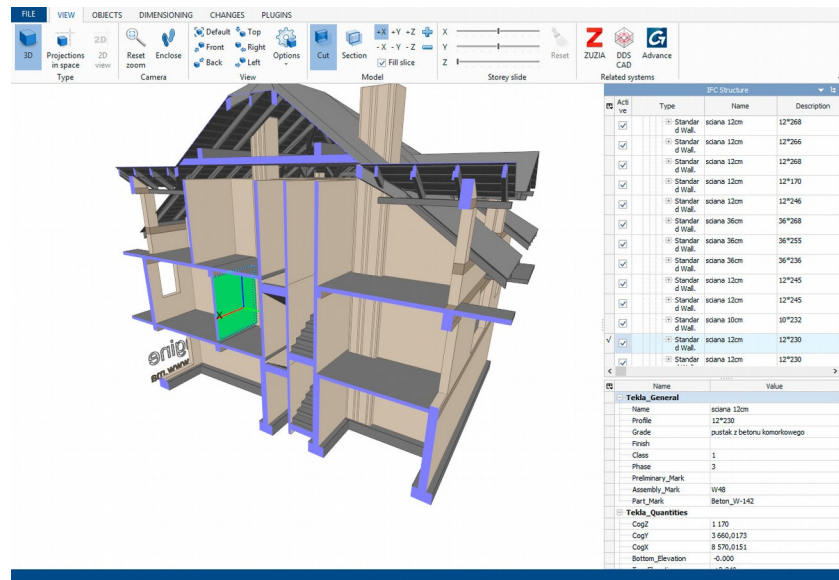 FILE VIEW OBJECTS DIMENSIONING CHANGES PLUGINS
3D Projections in space 2D view
Type
Reset zoom Enclose
Camera
Default Top
Front Right
Back Left
Options
View
Cut Section
+X +Y +Z
-X -Y -Z
Fill slice
Model
X
Y
Z
Reset
Storey slide
ZUZIA DDS CAD Advance
Related systems
IFC Structure
Active Type Name Description
Standard Wall. sciana 12cm 12*268
Standard Wall. sciana 12cm 12*266
Standard Wall. sciana 12cm 12*268
Standard Wall. sciana 12cm 12*170
Standard Wall. sciana 12cm 12*246
Standard Wall. sciana 36cm 36*268
Standard Wall. sciana 36cm 36*255
Standard Wall. sciana 36cm 36*236
Standard Wall. sciana 12cm 12*245
Standard Wall. sciana 12cm 12*245
Standard Wall. sciana 10cm 10*232
Standard Wall. sciana 12cm 12*230
Standard Wall. sciana 12cm 12*230
X
Name Value
Tekla_General
Name sciana 12cm
Profile 12*230
Grade pustak z betonu komorkowego
Finish
Class 1
Phase 3
Preliminary_Mark
Assembly_Mark W48
Part_Mark Beton_W-142
Tekla_Quantities
CogZ 1 170
CogY 3 660,0173
CogX 8 570,0151
Bottom_Elevation -0.000